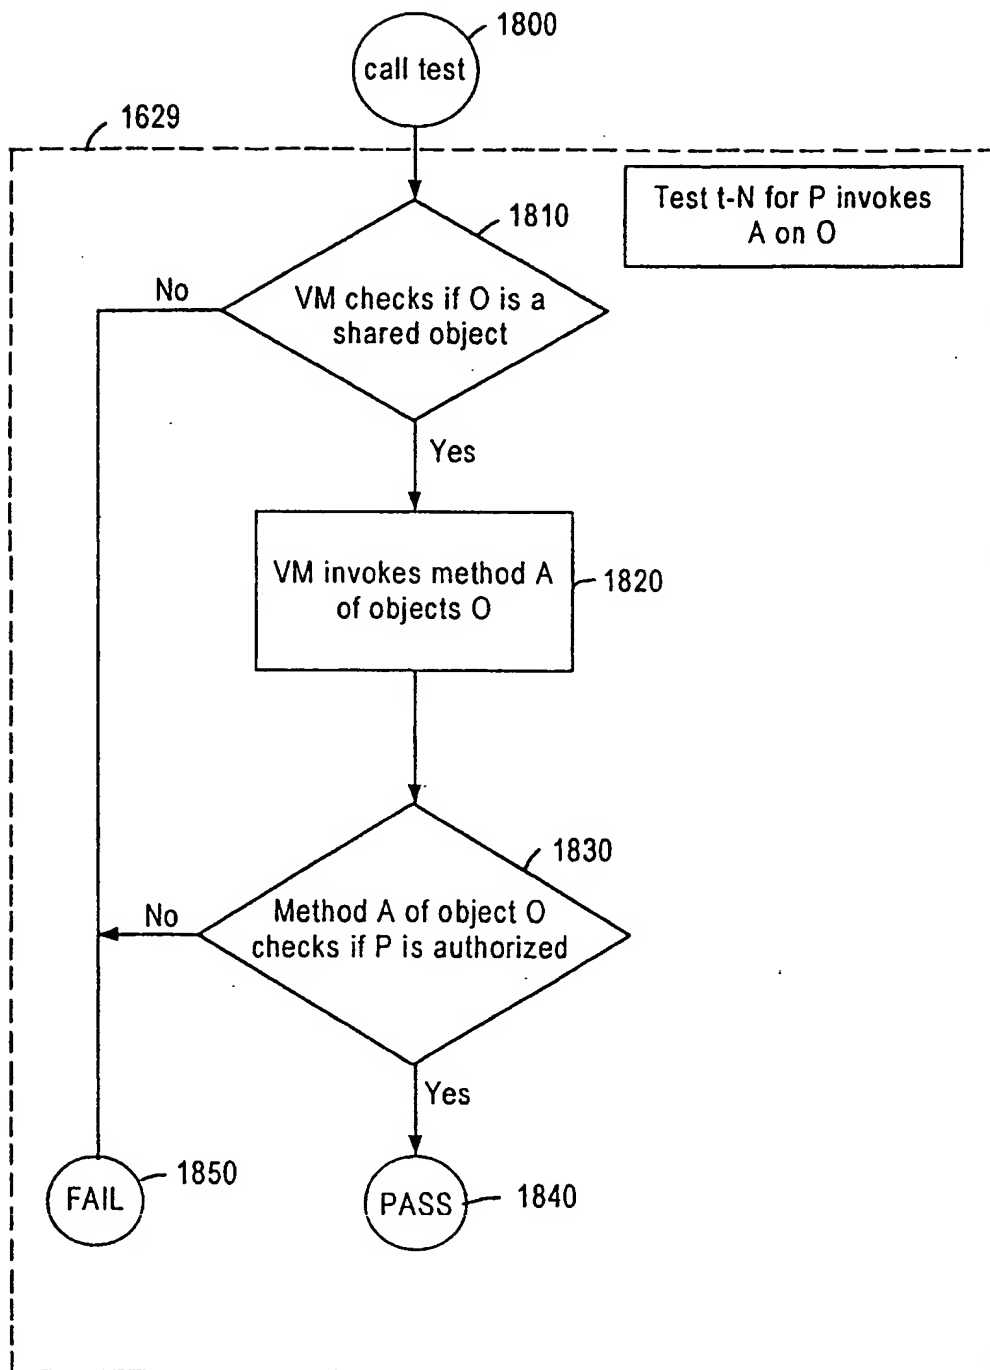 1800
call test
1629
Test t-N for P invokes
A on O
1810
No
VM checks if O is a
shared object
Yes
VM invokes method A
of objects O
1820
1830
No
Method A of object O
checks if P is authorized
Yes
1850
FAIL
PASS
1840